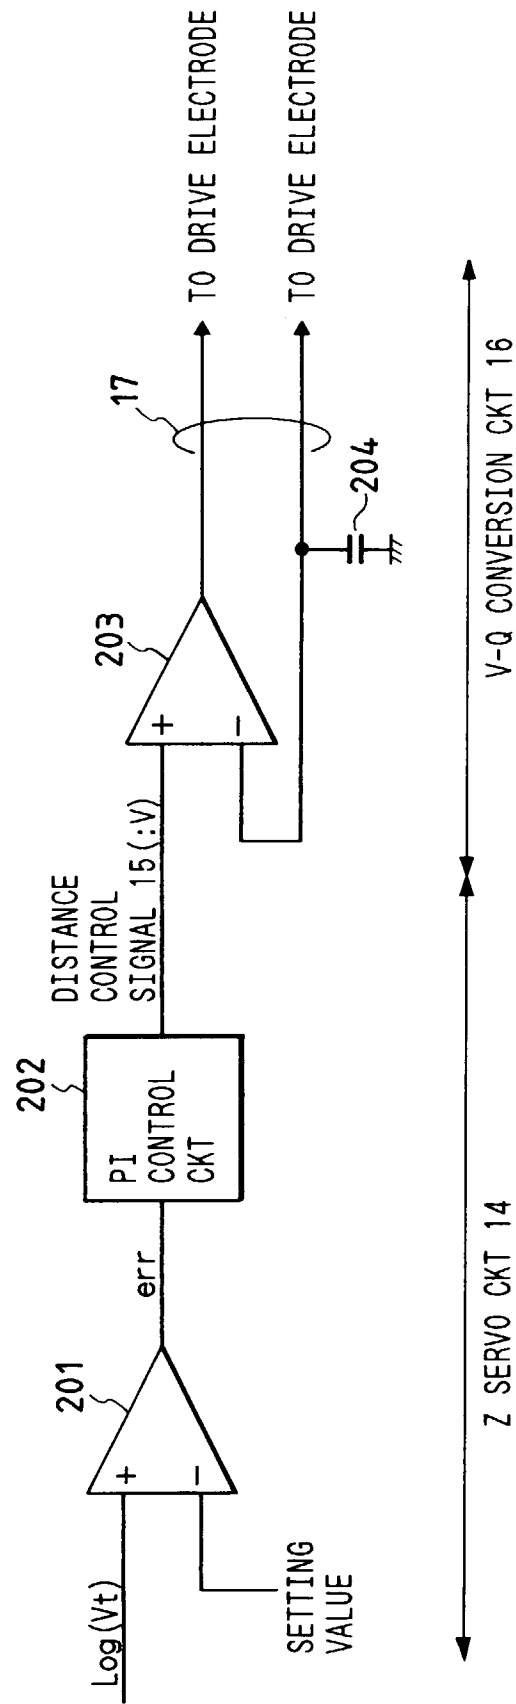 Log(Vt)
SETTING
VALUE
+
−
201
err
202
PI
CONTROL
CKT
DISTANCE
CONTROL
SIGNAL 15(:V)
+
−
203
17
204
TO DRIVE ELECTRODE
TO DRIVE ELECTRODE
Z SERVO CKT 14
V-Q CONVERSION CKT 16